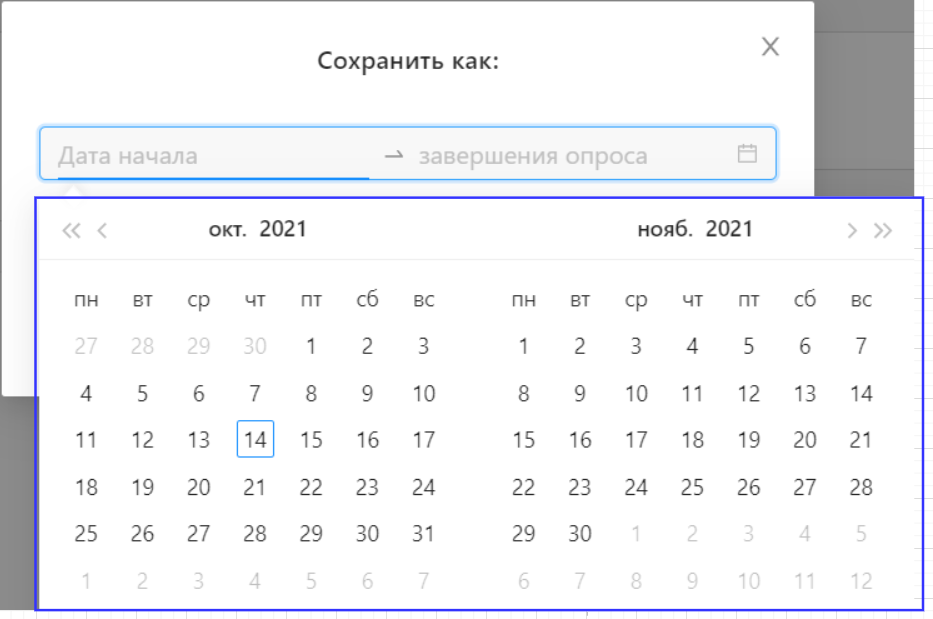 Сохранить как:
Дата начала → завершения опроса
окт. 2021 нояб. 2021
пн вт ср чт пт сб вс пн вт ср чт пт сб вс
27 28 29 30 1 2 3 1 2 3 4 5 6 7
4 5 6 7 8 9 10 8 9 10 11 12 13 14
11 12 13 14 15 16 17 15 16 17 18 19 20 21
18 19 20 21 22 23 24 22 23 24 25 26 27 28
25 26 27 28 29 30 31 29 30 1 2 3 4 5
1 2 3 4 5 6 7 6 7 8 9 10 11 12